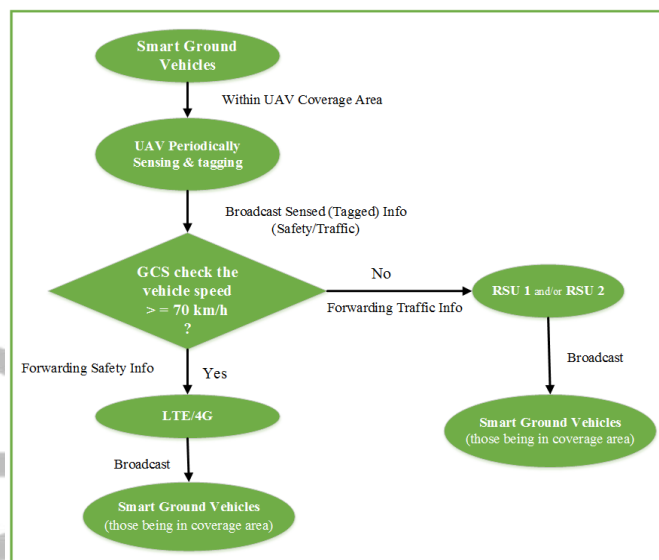 Smart Ground
Vehicles
Within UAV Coverage Area
UAV Periodically
Sensing & tagging
Broadcast Sensed (Tagged) Info
(Safety/Traffic)
GCS check the
vehicle speed
> = 70 km/h
?
No
Forwarding Traffic Info
RSU 1 and/or RSU 2
Broadcast
Smart Ground Vehicles
(those being in coverage area)
Forwarding Safety Info
Yes
LTE/4G
Broadcast
Smart Ground Vehicles
(those being in coverage area)